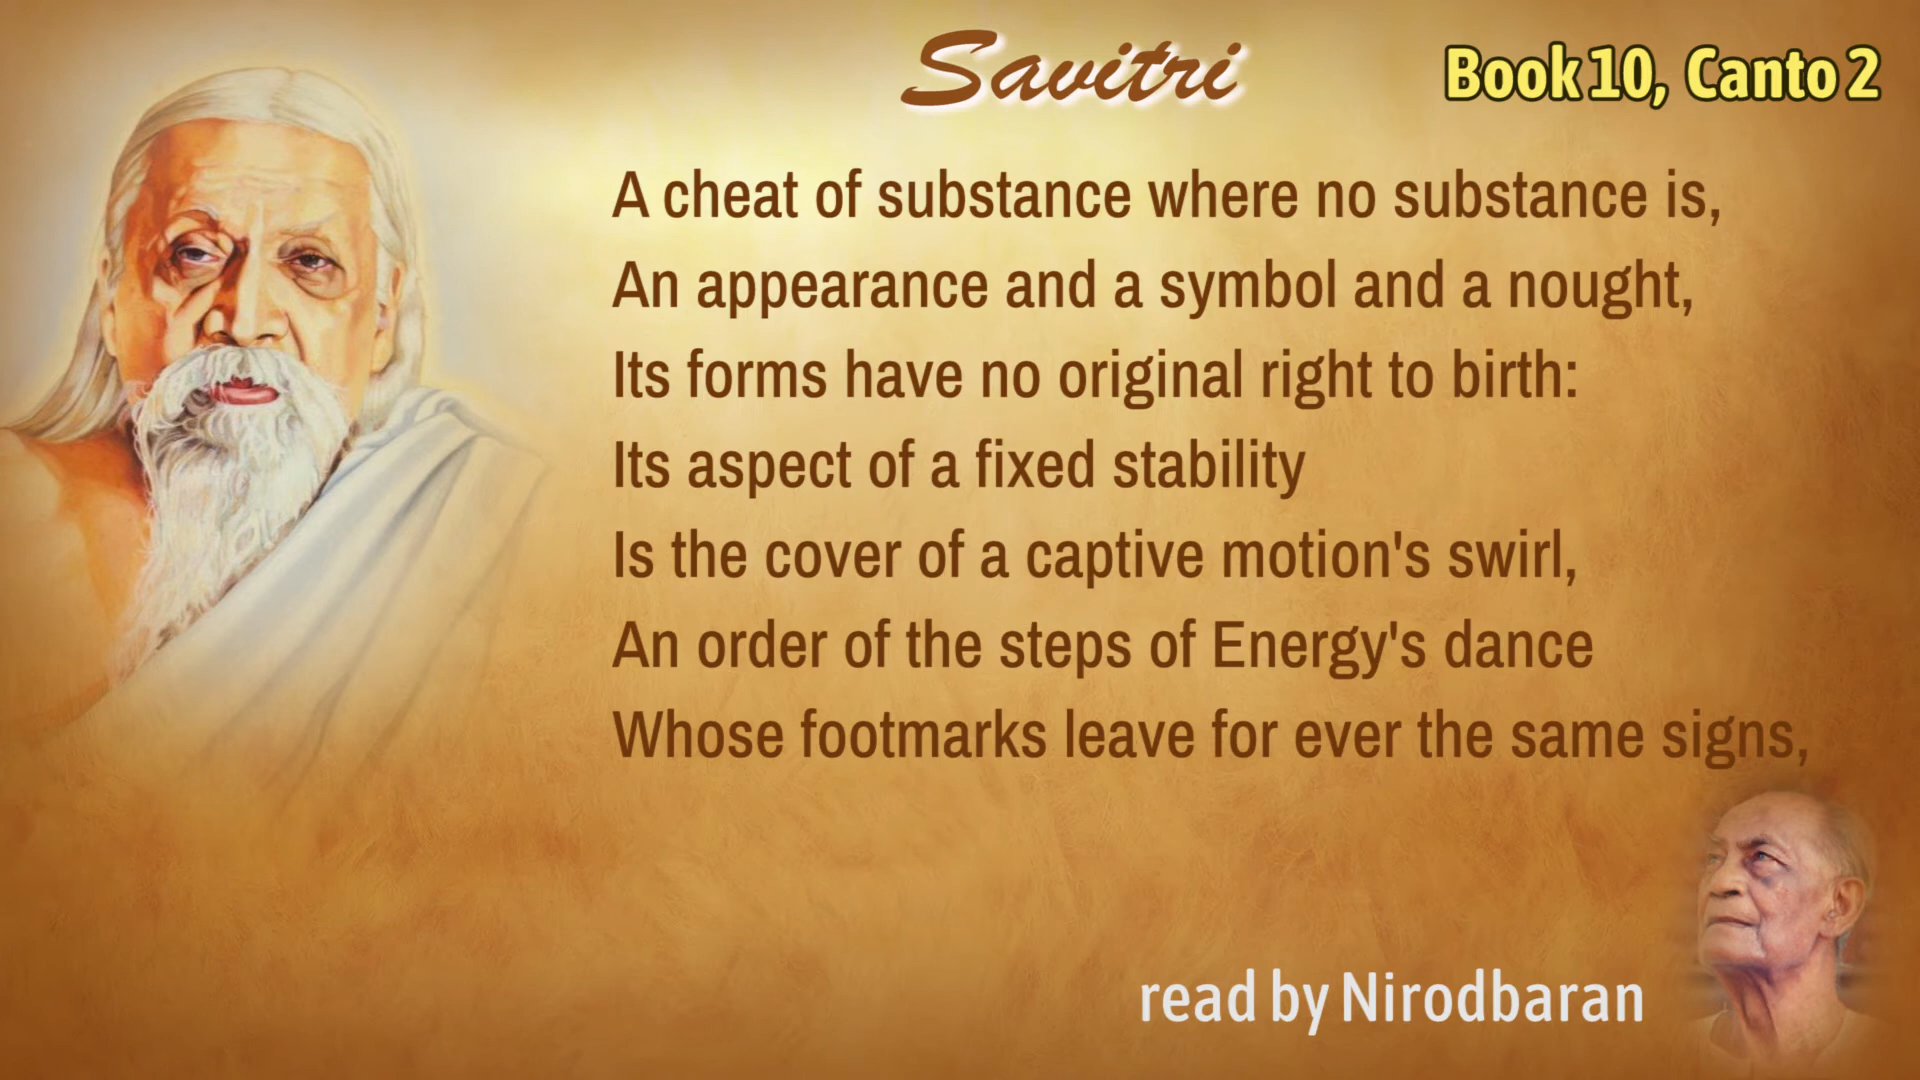 Savitri
Book 10, Canto 2
A cheat of substance where no substance is,
An appearance and a symbol and a nought,
Its forms have no original right to birth:
Its aspect of a fixed stability
Is the cover of a captive motion's swirl,
An order of the steps of Energy's dance
Whose footmarks leave for ever the same signs,
read by Nirodbaran